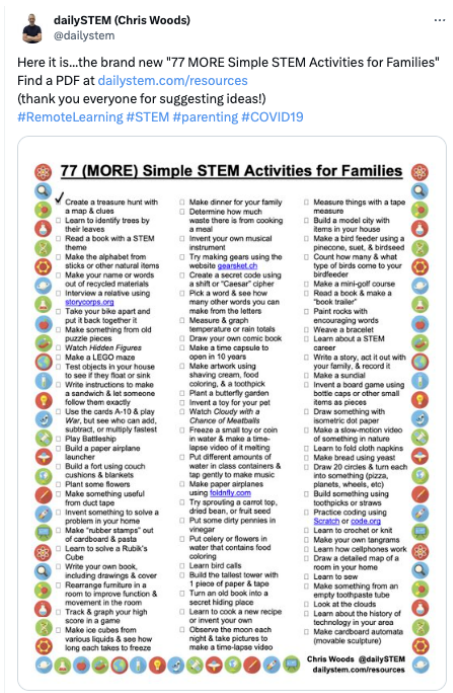 dailySTEM (Chris Woods)
@dailystem
Here it is...the brand new "77 MORE Simple STEM Activities for Families"
Find a PDF at dailystem.com/resources
(thank you everyone for suggesting ideas!)
#RemoteLearning #STEM #parenting #COVID19
77 (MORE) Simple STEM Activities for Families
Create a treasure hunt with
a map & clues
Learn to identify trees by
their leaves
Read a book with a STEM
theme
Make the alphabet from
sticks or other natural items
Make your name or words
out of recycled materials
Interview a relative using
storycorps.org
Take your bike apart and
put it back together it
Make something from old
puzzle pieces
Watch Hidden Figures
Make a LEGO maze
Test objects in your house
to see if they float or sink
Write instructions to make
a sandwich & let someone
follow them exactly
Use the cards A-10 & play
War, but see who can add,
subtract, or multiply fastest
Play Battleship
Build a paper airplane
launcher
Build a fort using couch
cushions & blankets
Plant some flowers
Make something useful
from duct tape
Invent something to solve a
problem in your home
Make "rubber stamps" out
of cardboard & pasta
Learn to solve a Rubik's
Cube
Write your own book,
including drawings & cover
Rearrange furniture in a
room to improve function &
movement in the room
Track & graph your high
score in a game
Make ice cubes from
various liquids & see how
long each takes to freeze
Make dinner for your family
Determine how much
waste there is from cooking
a meal
Invent your own musical
instrument
Try making gears using the
website gearsket.ch
Create a secret code using
a shift or "Caesar" cipher
Pick a word & see how
many other words you can
make from the letters
Measure & graph
temperature or rain totals
Draw your own comic book
Make a time capsule to
open in 10 years
Make artwork using
shaving cream, food
coloring, & a toothpick
Plant a butterfly garden
Invent a toy for your pet
Watch Cloudy with a
Chance of Meatballs
Freeze a small toy or coin
in water & make a time-
lapse video of it melting
Put different amounts of
water in class containers &
tap gently to make music
Make paper airplanes
using foldnfly.com
Try sprouting a carrot top,
dried bean, or fruit seed
Put some dirty pennies in
vinegar
Put celery or flowers in
water that contains food
coloring
Learn bird calls
Build the tallest tower with
1 piece of paper & tape
Turn an old book into a
secret hiding place
Learn to cook a new recipe
or invent your own
Observe the moon each
night & take pictures to
make a time-lapse video
Measure things with a tape
measure
Build a model city with
items in your house
Make a bird feeder using a
pinecone, suet, & birdseed
Count how many & what
type of birds come to your
birdfeeder
Make a mini-golf course
Read a book & make a
"book trailer"
Paint rocks with
encouraging words
Weave a bracelet
Learn about a STEM
career
Write a story, act it out with
your family, & record it
Make a sundial
Invent a board game using
bottle caps or other small
items as pieces
Draw something with
isometric dot paper
Make a slow-motion video
of something in nature
Learn to fold cloth napkins
Make bread using yeast
Draw 20 circles & turn each
into something (pizza,
planets, wheels, etc)
Build something using
toothpicks or straws
Practice coding using
Scratch or code.org
Learn to crochet or knit
Make your own tangrams
Learn how cellphones work
Draw a detailed map of a
room in your home
Learn to sew
Make something from an
empty toothpaste tube
Look at the clouds
Learn about the history of
technology in your area
Make cardboard automata
(movable sculpture)
Chris Woods @dailySTEM
dailystem.com/resources